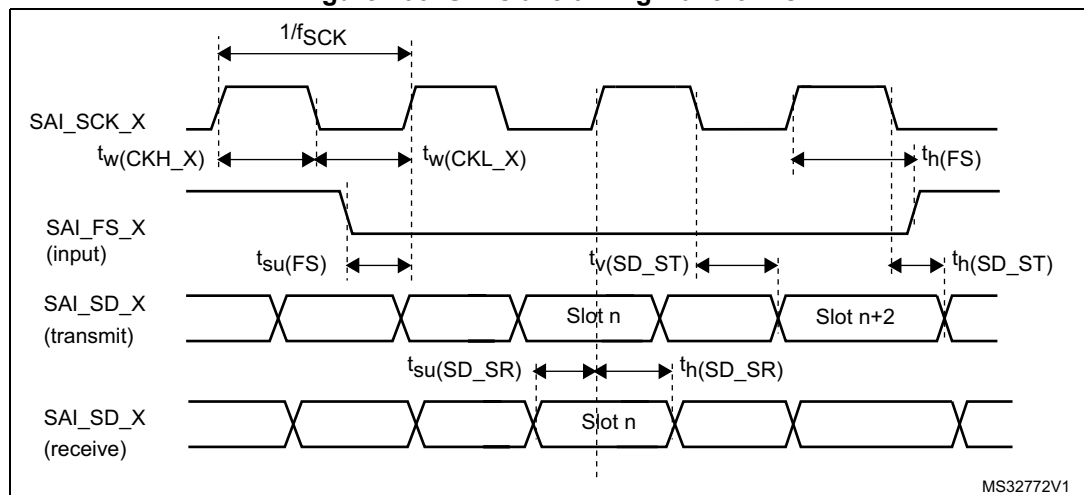 1/fSCK
SAI_SCK_X
tw(CKH_X)
tw(CKL_X)
th(FS)
SAI_FS_X
(input)
tsu(FS)
tv(SD_ST)
th(SD_ST)
SAI_SD_X
(transmit)
Slot n
Slot n+2
tsu(SD_SR)
th(SD_SR)
SAI_SD_X
(receive)
Slot n
MS32772V1